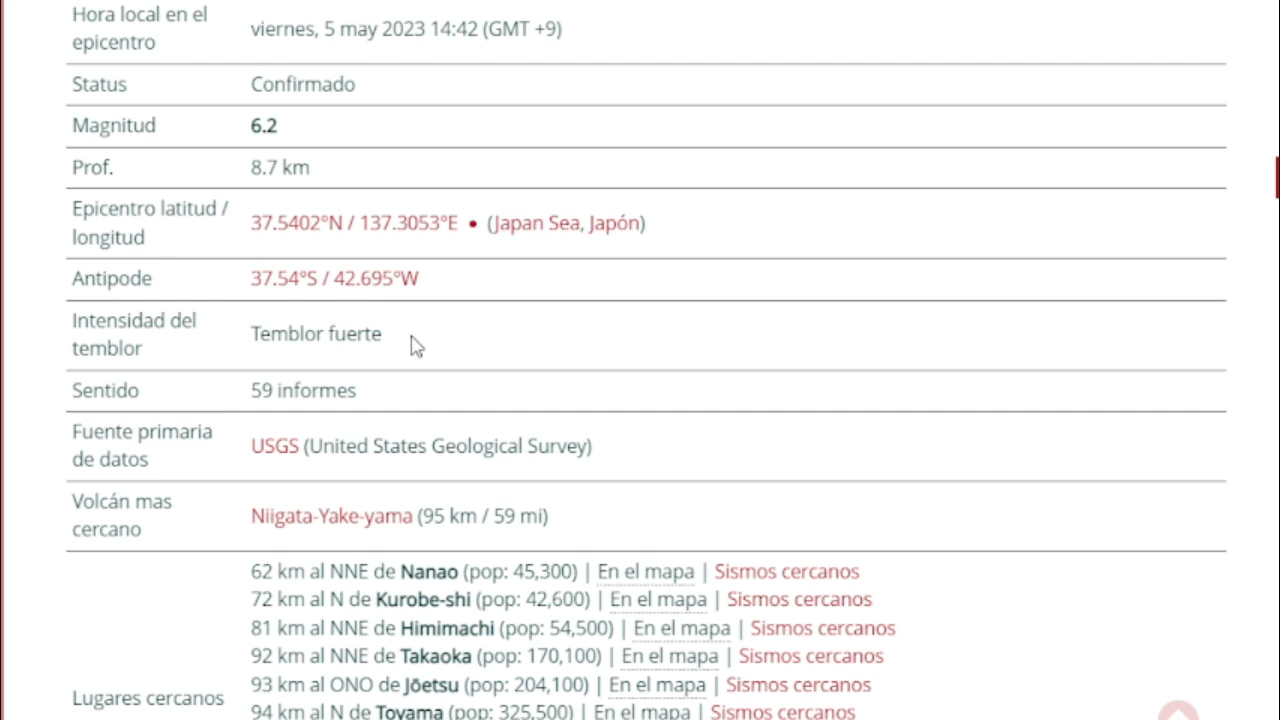 Hora local en el
epicentro
viernes, 5 may 2023 14:42 (GMT +9)
Status
Confirmado
Magnitud
6.2
Prof.
8.7 km
Epicentro latitud /
longitud
37.5402°N / 137.3053°E • (Japan Sea, Japón)
Antipode
37.54°S / 42.695°W
Intensidad del
temblor
Temblor fuerte
Sentido
59 informes
Fuente primaria
de datos
USGS (United States Geological Survey)
Volcán mas
cercano
Niigata-Yake-yama (95 km / 59 mi)
62 km al NNE de Nanao (pop: 45,300) | En el mapa | Sismos cercanos
72 km al N de Kurobe-shi (pop: 42,600) | En el mapa | Sismos cercanos
81 km al NNE de Himimachi (pop: 54,500) | En el mapa | Sismos cercanos
92 km al NNE de Takaoka (pop: 170,100) | En el mapa | Sismos cercanos
93 km al ONO de Jōetsu (pop: 204,100) | En el mapa | Sismos cercanos
Lugares cercanos
94 km al N de Toyama (pop: 325,500) | En el mapa | Sismos cercanos